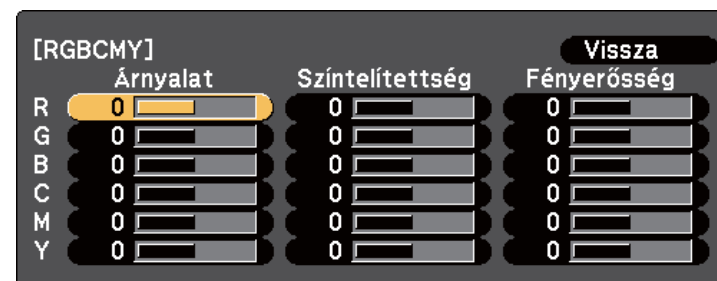 [RGBCMY] Vissza
Árnyalat Színtelítettség Fényerősség
R 0 0 0
G 0 0 0
B 0 0 0
C 0 0 0
M 0 0 0
Y 0 0 0